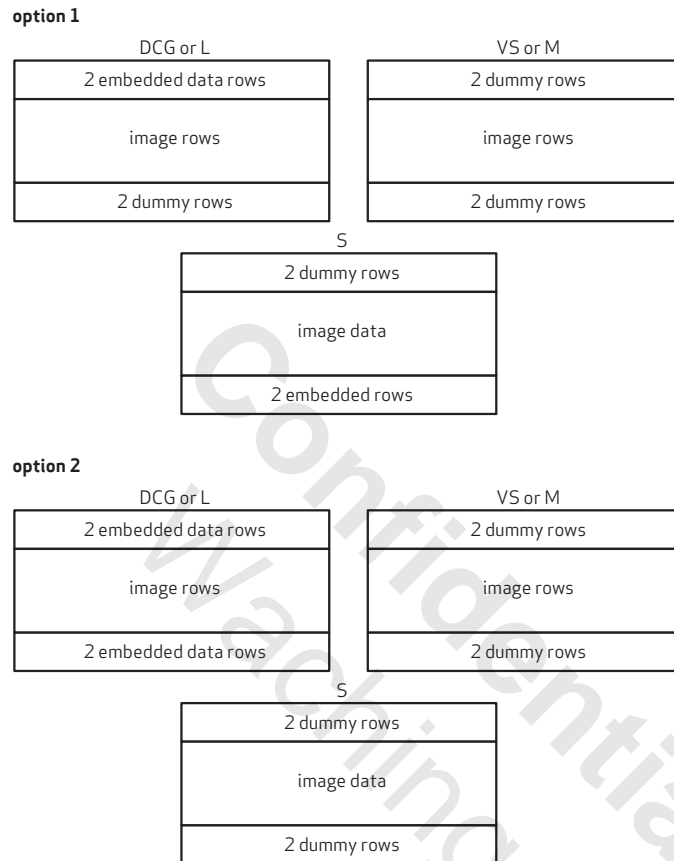 option 1
DCG or L
VS or M
2 embedded data rows
2 dummy rows
image rows
image rows
2 dummy rows
2 dummy rows
S
2 dummy rows
image data
2 embedded rows
option 2
DCG or L
VS or M
2 embedded data rows
2 dummy rows
image rows
image rows
2 embedded data rows
2 dummy rows
S
2 dummy rows
image data
2 dummy rows
Confidentia
Waching